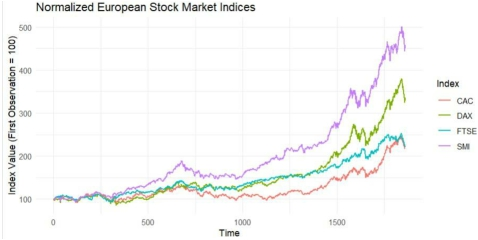 Normalized European Stock Market Indices
Index Value (First Observation = 100)
500
400
300
200
100
0
500
1000
1500
Time
Index
CAC
DAX
FTSE
SMI